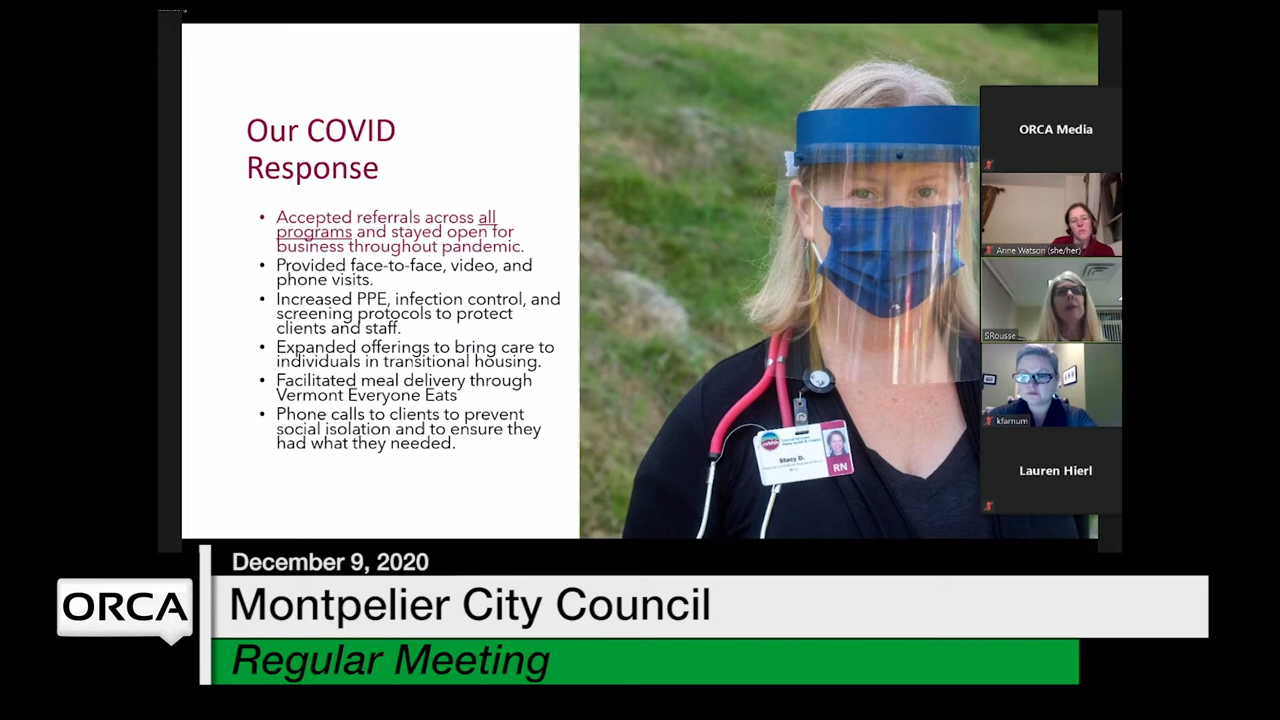 Our COVID
Response
• Accepted referrals across all
programs and stayed open for
business throughout pandemic.
• Provided face-to-face, video, and
phone visits.
• Increased PPE, infection control, and
screening protocols to protect
clients and staff.
• Expanded offerings to bring care to
individuals in transitional housing.
• Facilitated meal delivery through
Vermont Everyone Eats
• Phone calls to clients to prevent
social isolation and to ensure they
had what they needed.
Stacy D.
RN
ORCA Media
Anne Watson (she/her)
SRousse
kfarnum
Lauren Hierl
December 9, 2020
ORCA
Montpelier City Council
Regular Meeting